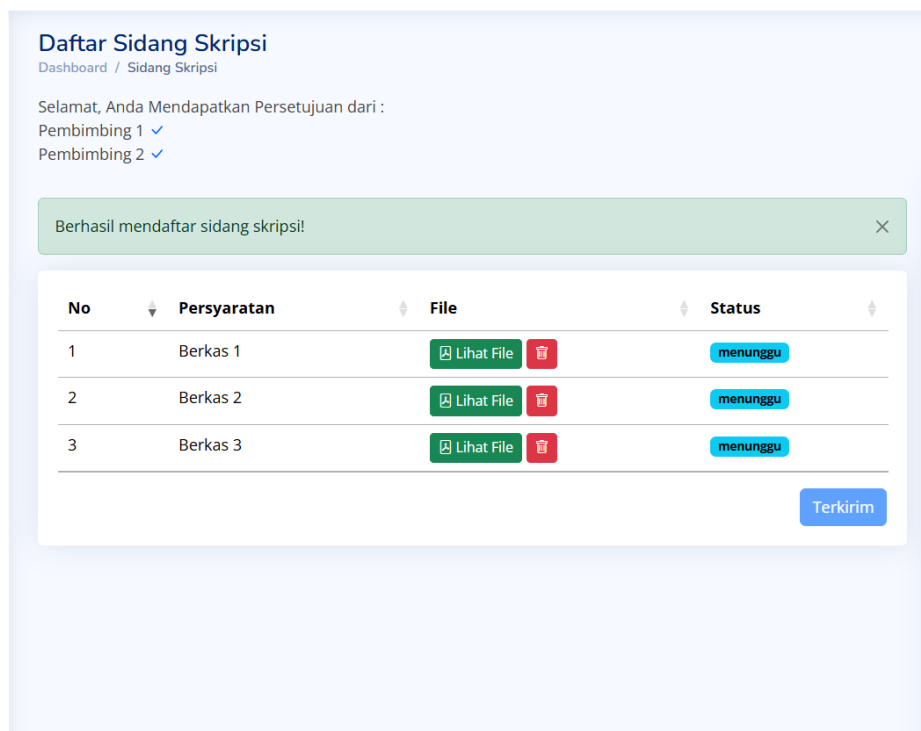 Daftar Sidang Skripsi
Dashboard / Sidang Skripsi
Selamat, Anda Mendapatkan Persetujuan dari :
Pembimbing 1
Pembimbing 2
Berhasil mendaftar sidang skripsi!
No Persyaratan File Status
1 Berkas 1 Lihat File menunggu
2 Berkas 2 Lihat File menunggu
3 Berkas 3 Lihat File menunggu
Terkirim